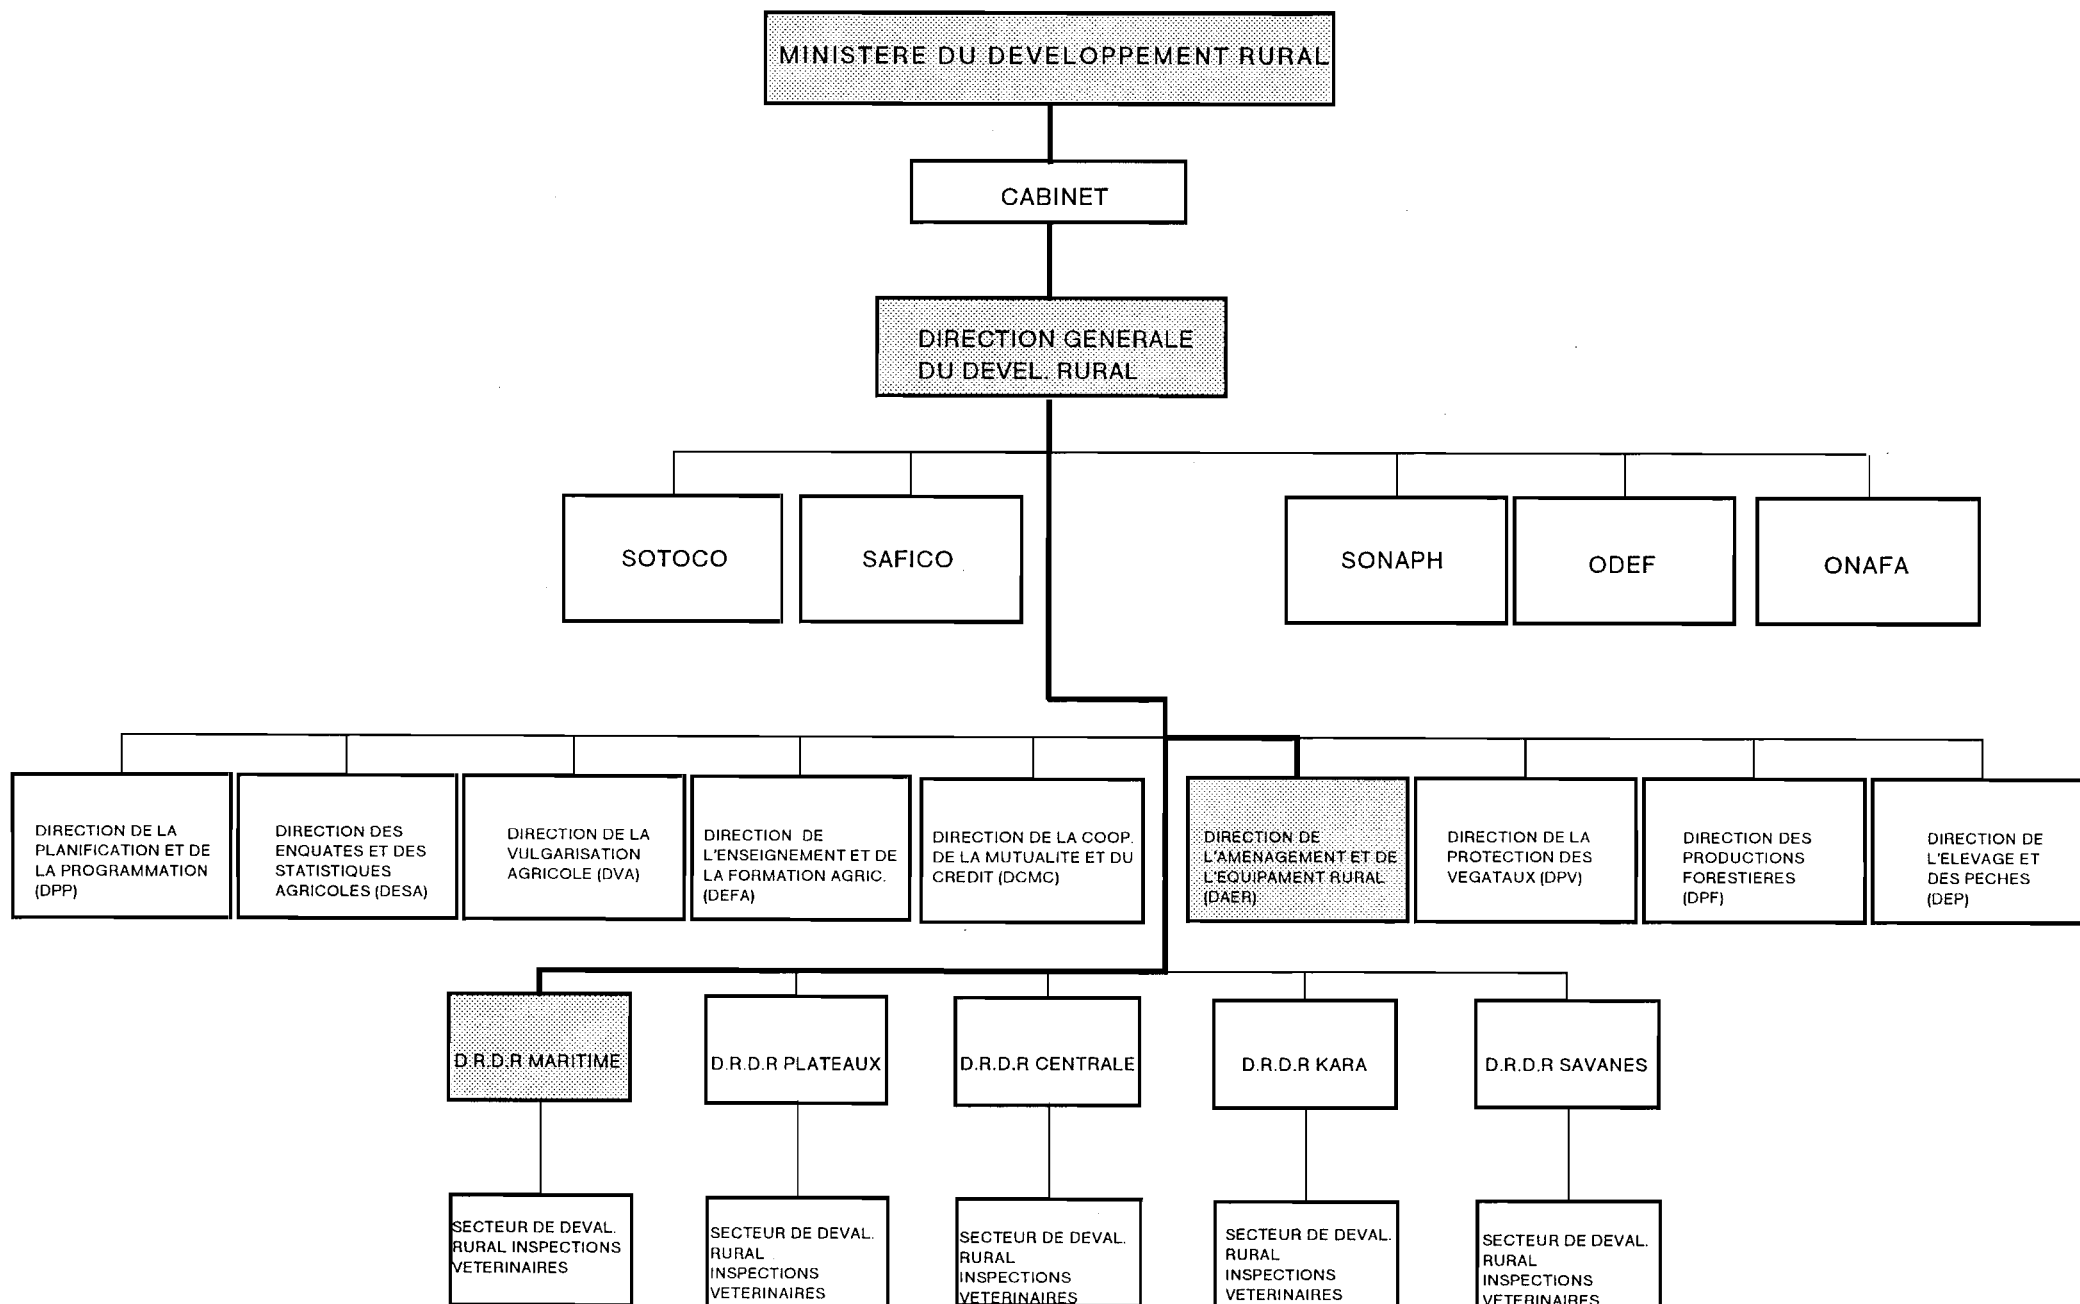 MINISTERE DU DEVELOPPEMENT RURAL
CABINET
DIRECTION GENERALE
DU DEVEL. RURAL
SOTOCO
SAFICO
SONAPH
ODEF
ONAFA
DIRECTION DE LA
PLANIFICATION ET DE
LA PROGRAMMATION
(DPP)
DIRECTION DES
ENQUATES ET DES
STATISTIQUES
AGRICOLES (DESA)
DIRECTION DE LA
VULGARISATION
AGRICOLE (DVA)
DIRECTION DE
L'ENSEIGNEMENT ET DE
LA FORMATION AGRIC.
(DEFA)
DIRECTION DE LA COOP.
DE LA MUTUALITE ET DU
CREDIT (DCMC)
DIRECTION DE
L'AMENAGEMENT ET DE
L'EQUIPAMENT RURAL
(DAER)
DIRECTION DE LA
PROTECTION DES
VEGATAUX (DPV)
DIRECTION DES
PRODUCTIONS
FORESTIERES
(DPF)
DIRECTION DE
L'ELEVAGE ET
DES PECHES
(DEP)
D.R.D.R MARITIME
D.R.D.R PLATEAUX
D.R.D.R CENTRALE
D.R.D.R KARA
D.R.D.R SAVANES
SECTEUR DE DEVAL.
RURAL INSPECTIONS
VETERINAIRES
SECTEUR DE DEVAL.
RURAL
INSPECTIONS
VETERINAIRES
SECTEUR DE DEVAL.
RURAL
INSPECTIONS
VETERINAIRES
SECTEUR DE DEVAL.
RURAL
INSPECTIONS
VETERINAIRES
SECTEUR DE DEVAL.
RURAL
INSPECTIONS
VETERINAIRES